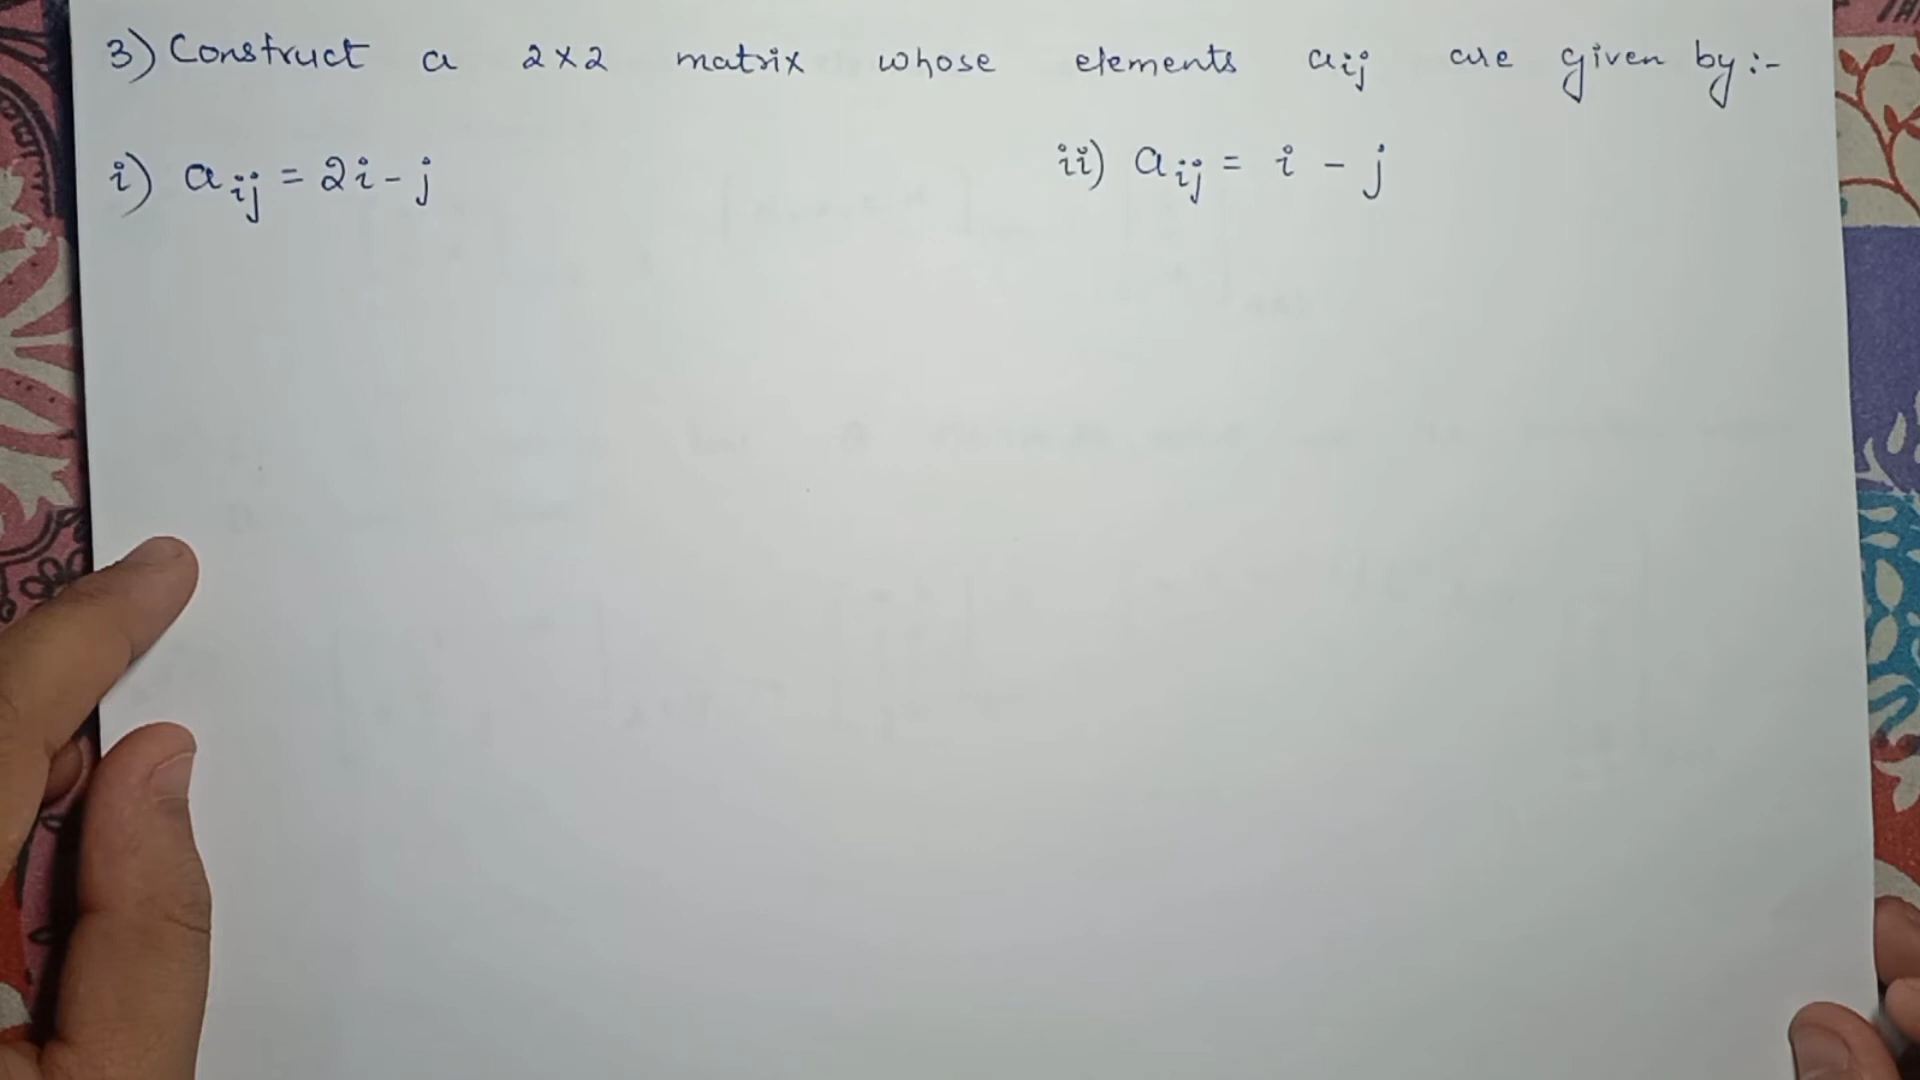 3) Construct a 2×2 matrix whose elements aij are given by:-
i) aij = 2i - j
ii) aij = i - j